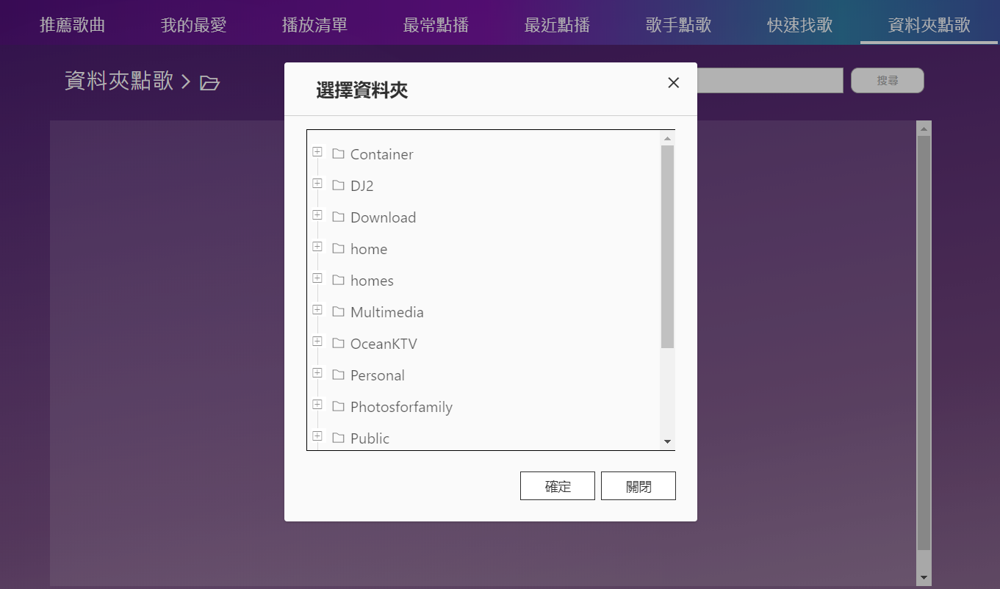 推薦歌曲 我的最愛 播放清單 最常點播 最近點播 歌手點歌 快速找歌 資料夾點歌
資料夾點歌 >
搜尋
選擇資料夾
Container
DJ2
Download
home
homes
Multimedia
OceanKTV
Personal
Photosforfamily
Public
確定 關閉